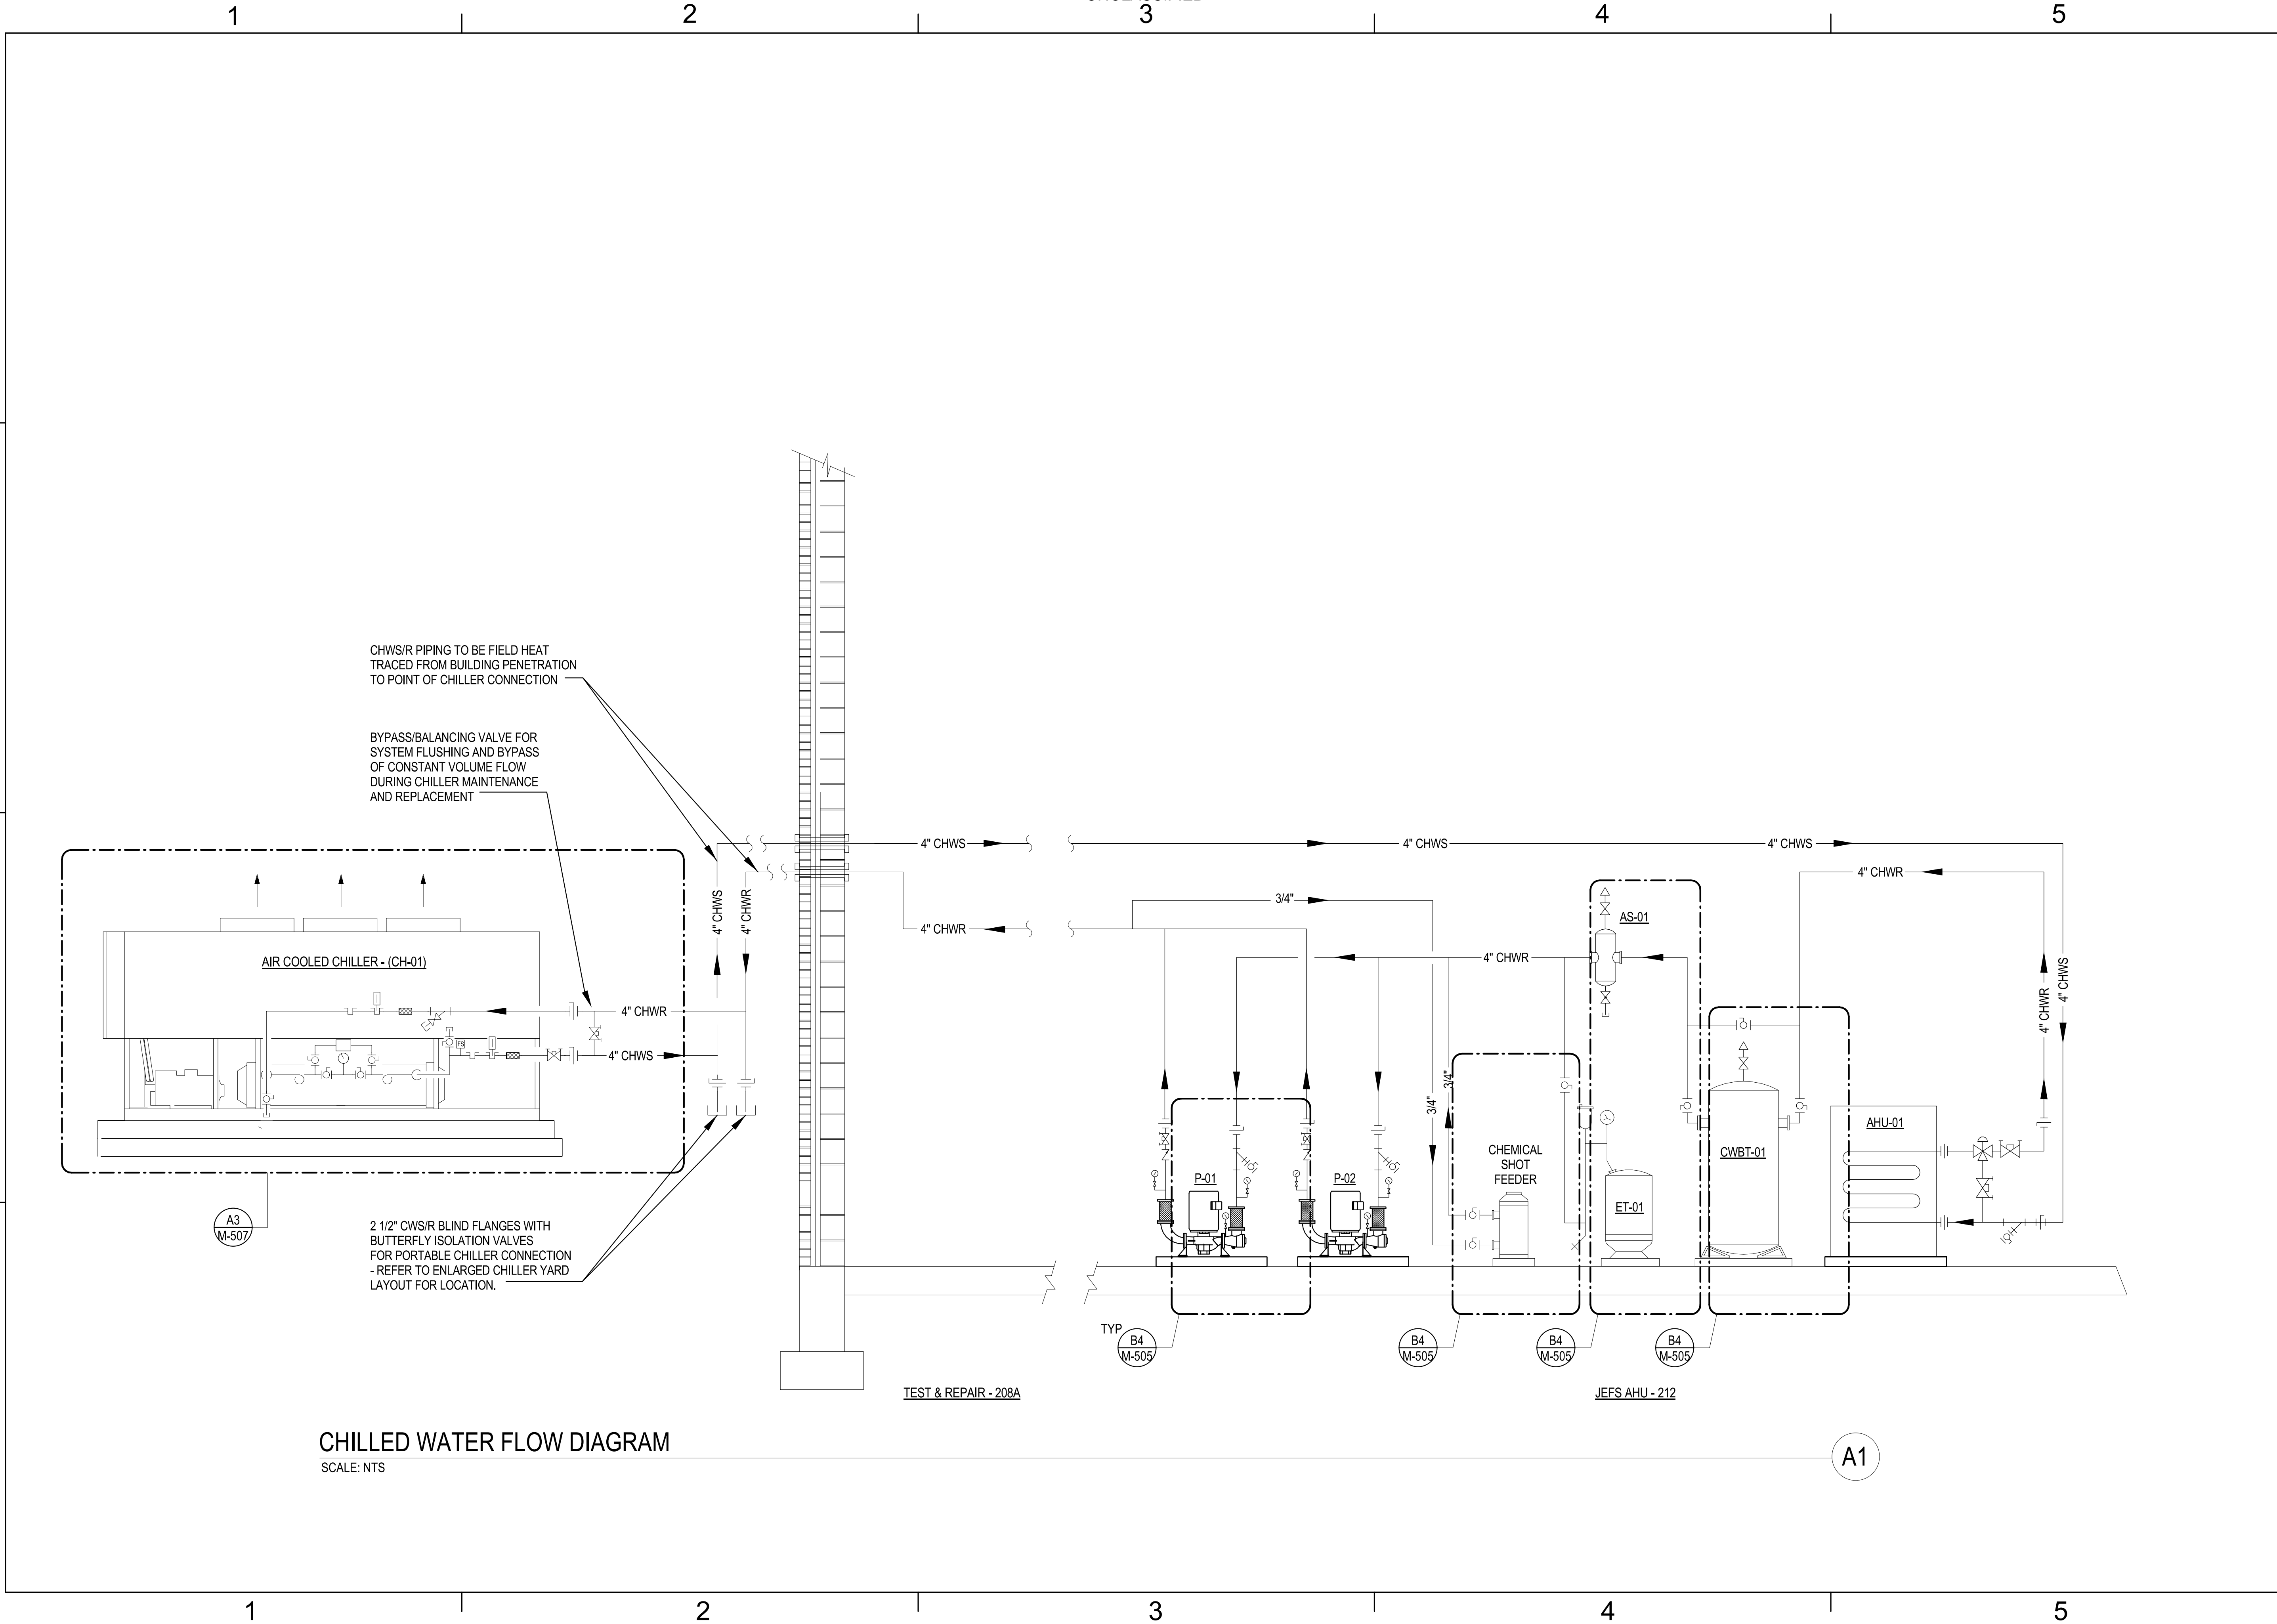 1
2
3
4
5
CHWS/R PIPING TO BE FIELD HEAT
TRACED FROM BUILDING PENETRATION
TO POINT OF CHILLER CONNECTION
BYPASS/BALANCING VALVE FOR
SYSTEM FLUSHING AND BYPASS
OF CONSTANT VOLUME FLOW
DURING CHILLER MAINTENANCE
AND REPLACEMENT
4" CHWS
4" CHWS
4" CHWS
4" CHWR
4" CHWS
4" CHWR
3/4"
4" CHWR
AS-01
4" CHWR
AIR COOLED CHILLER - (CH-01)
4" CHWR
4" CHWS
4" CHWR
4" CHWS
FS
3/4"
3/4"
P-01
P-02
CHEMICAL
SHOT
FEEDER
ET-01
CWBT-01
AHU-01
A3
M-507
2 1/2" CWS/R BLIND FLANGES WITH
BUTTERFLY ISOLATION VALVES
FOR PORTABLE CHILLER CONNECTION
- REFER TO ENLARGED CHILLER YARD
LAYOUT FOR LOCATION.
TYP
B4
M-505
B4
M-505
B4
M-505
B4
M-505
TEST & REPAIR - 208A
JEFS AHU - 212
CHILLED WATER FLOW DIAGRAM
SCALE: NTS
A1
1
2
3
4
5